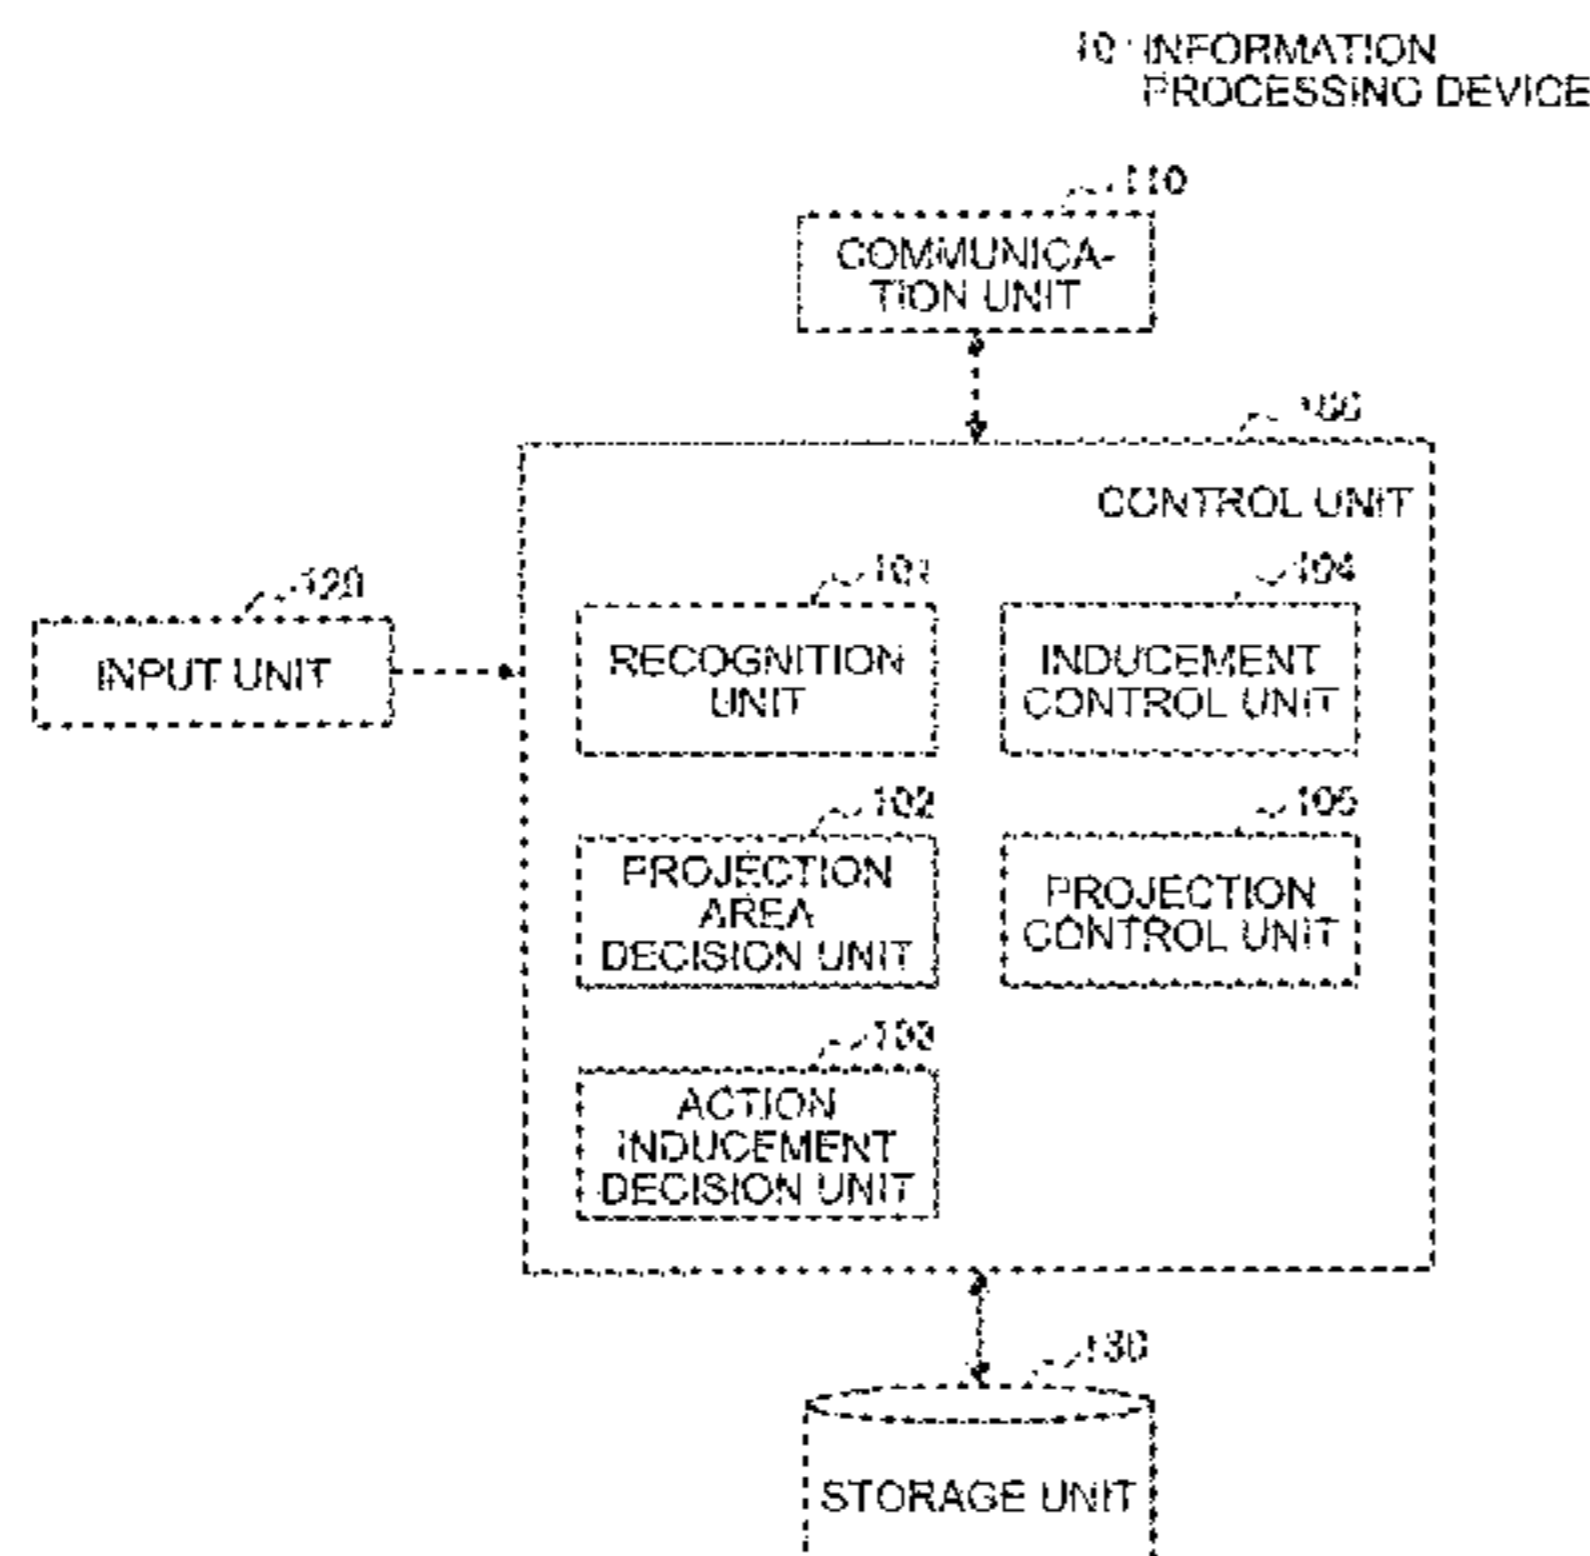 10: INFORMATION
PROCESSING DEVICE
110
COMMUNICA-
TION UNIT
100
CONTROL UNIT
120
INPUT UNIT
101
RECOGNITION
UNIT
104
INDUCEMENT
CONTROL UNIT
102
PROJECTION
AREA
DECISION UNIT
105
PROJECTION
CONTROL UNIT
103
ACTION
INDUCEMENT
DECISION UNIT
130
STORAGE UNIT